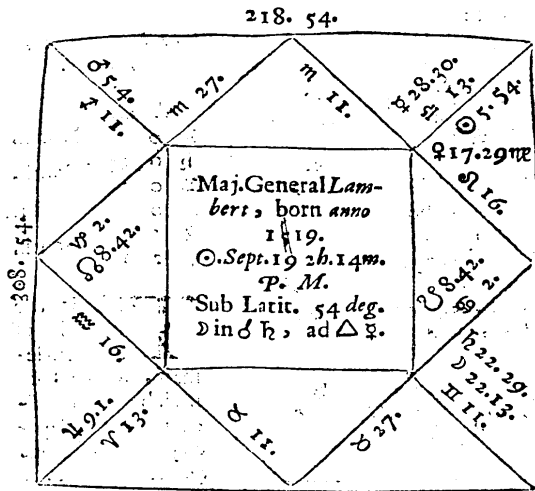 218. 54.
♂ 5.4.
♐ 11.
♏ 27.
♏ 11.
☿ 28.30.
♎ 13.
☉ 5. 54.
♀ 17.29 ♍
♌ 16.
308. 54.
♑ 2.
☊ 8.42.
Maj. General Lam-
bert, born anno
☉. Sept. 19 2h. 14m.
P. M.
Sub Latit. 54 deg.
☽ in ☌ ♄, ad △ ☿.
☋ 8.42.
♋ 2.
♄ 22. 29.
☽ 22.13.
♊ 11.
♒ 16.
♃ 9.1.
♈ 13.
♉ 11.
♉ 27.